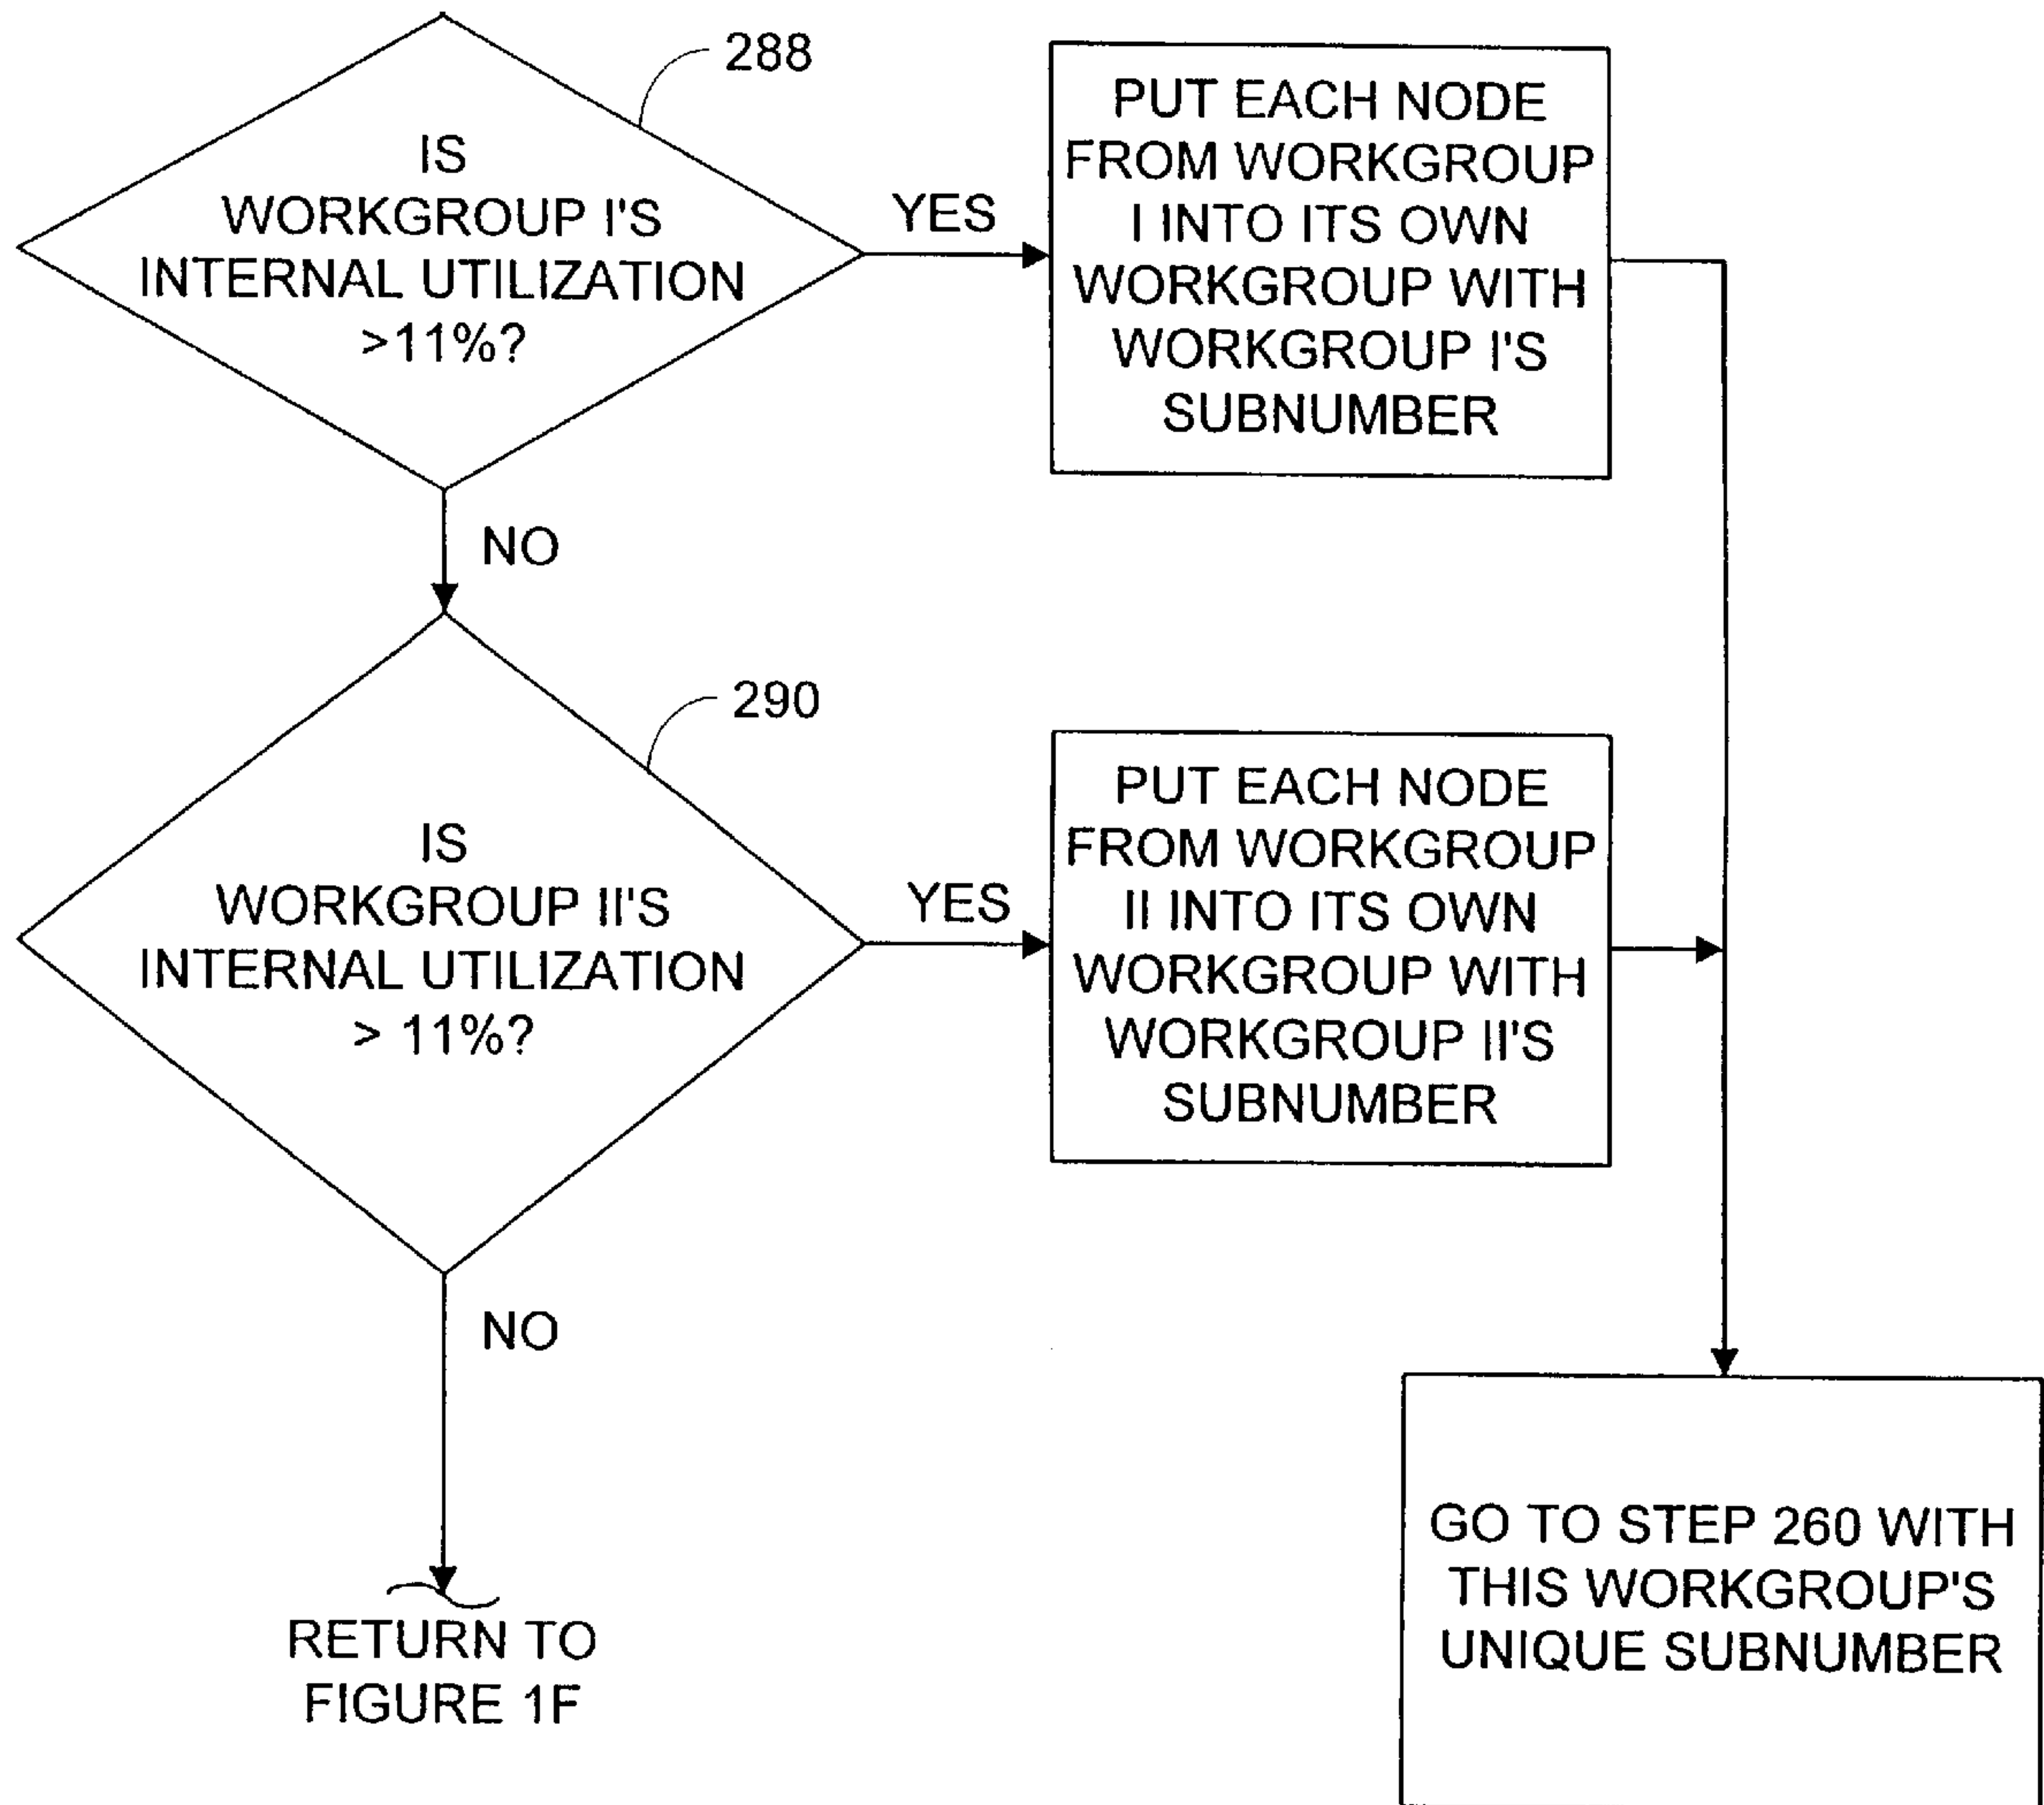 288
IS
WORKGROUP I'S
INTERNAL UTILIZATION
>11%?
YES
PUT EACH NODE
FROM WORKGROUP
I INTO ITS OWN
WORKGROUP WITH
WORKGROUP I'S
SUBNUMBER
NO
290
IS
WORKGROUP II'S
INTERNAL UTILIZATION
> 11%?
YES
PUT EACH NODE
FROM WORKGROUP
II INTO ITS OWN
WORKGROUP WITH
WORKGROUP II'S
SUBNUMBER
NO
RETURN TO
FIGURE 1F
GO TO STEP 260 WITH
THIS WORKGROUP'S
UNIQUE SUBNUMBER